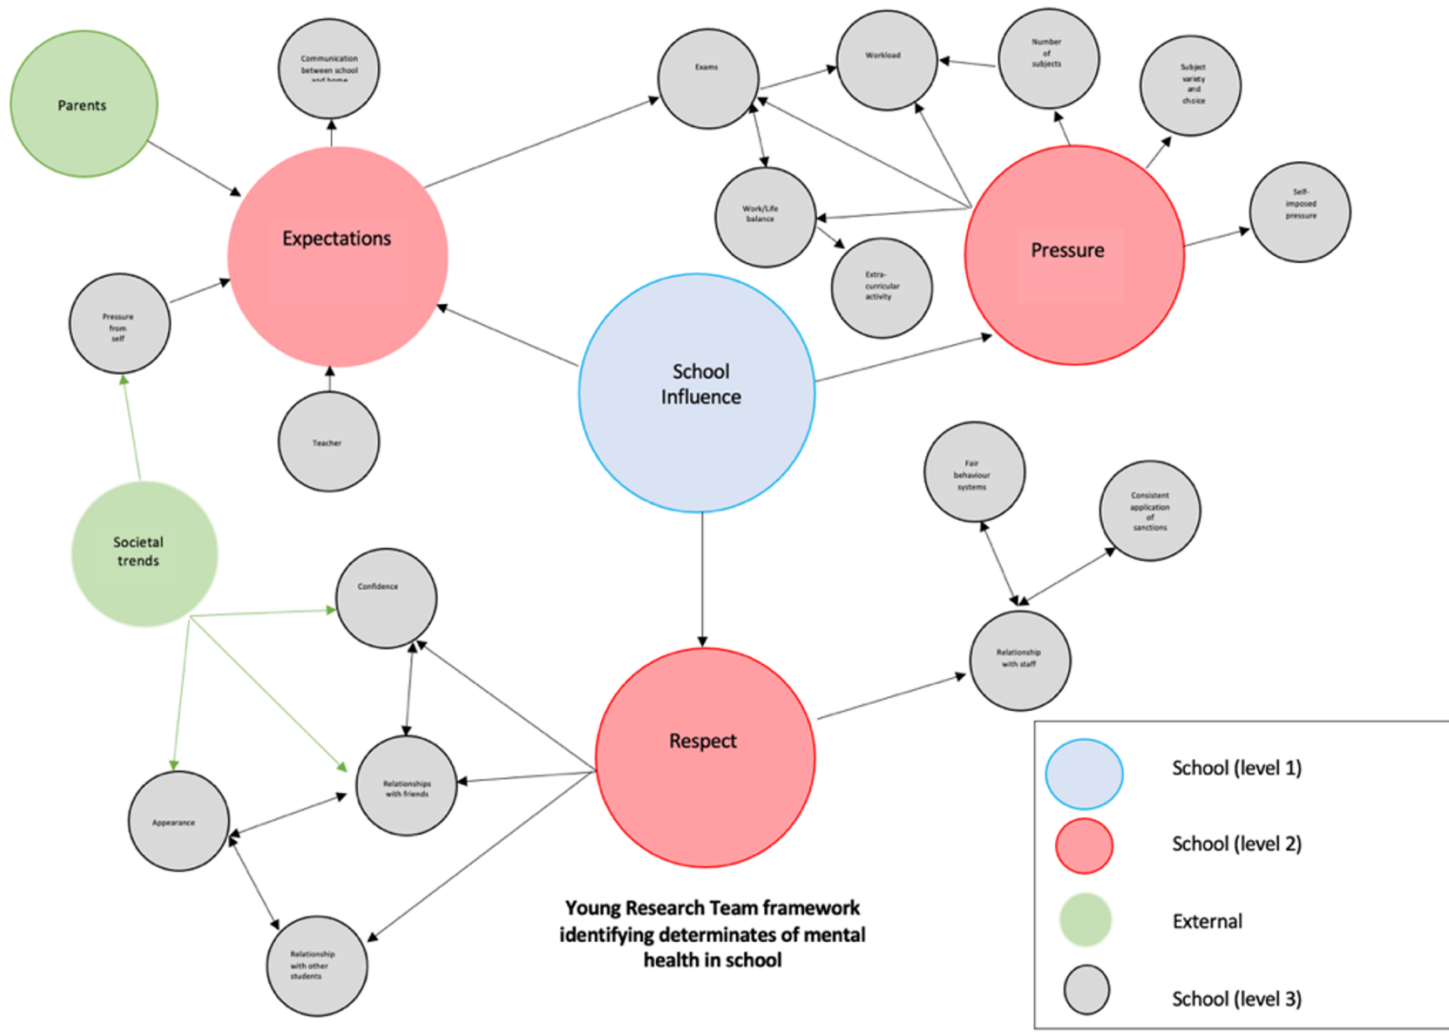 Parents
Communication
between school
and home
Expectations
Pressure
from
self
Teacher
Societal
trends
Exams
Workload
Number
of
subjects
Subject
variety
and
choice
Work/Life
balance
Extra-
curricular
activity
Pressure
Self-
imposed
pressure
School
Influence
Fair
behaviour
systems
Consistent
application
of
sanctions
Relationship
with staff
Confidence
Relationships
with friends
Appearance
Relationship
with other
students
Respect
Young Research Team framework
identifying determinates of mental
health in school
School (level 1)
School (level 2)
External
School (level 3)